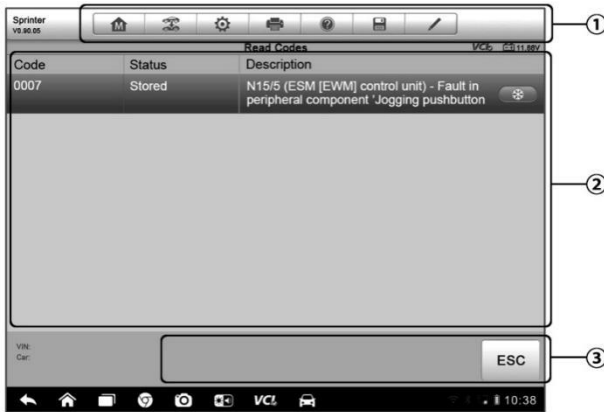 Sprinter
V0.90.05
①
Read Codes
VCI
11.88V
Code Status Description
0007 Stored N15/5 (ESM [EWM] control unit) - Fault in
peripheral component 'Jogging pushbutton
②
VIN:
Car:
ESC
③
VCI
10:38